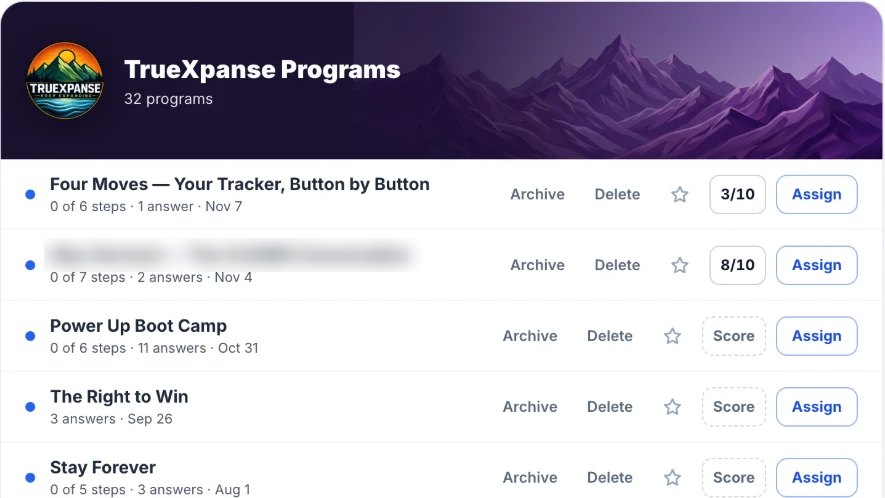 TRUEXPANSE
KEEP EXPANDING
TrueXpanse Programs
32 programs
Four Moves — Your Tracker, Button by Button
0 of 6 steps · 1 answer · Nov 7
Archive
Delete
3/10
Assign
0 of 7 steps · 2 answers · Nov 4
Archive
Delete
8/10
Assign
Power Up Boot Camp
0 of 6 steps · 11 answers · Oct 31
Archive
Delete
Score
Assign
The Right to Win
3 answers · Sep 26
Archive
Delete
Score
Assign
Stay Forever
0 of 5 steps · 3 answers · Aug 1
Archive
Delete
Score
Assign